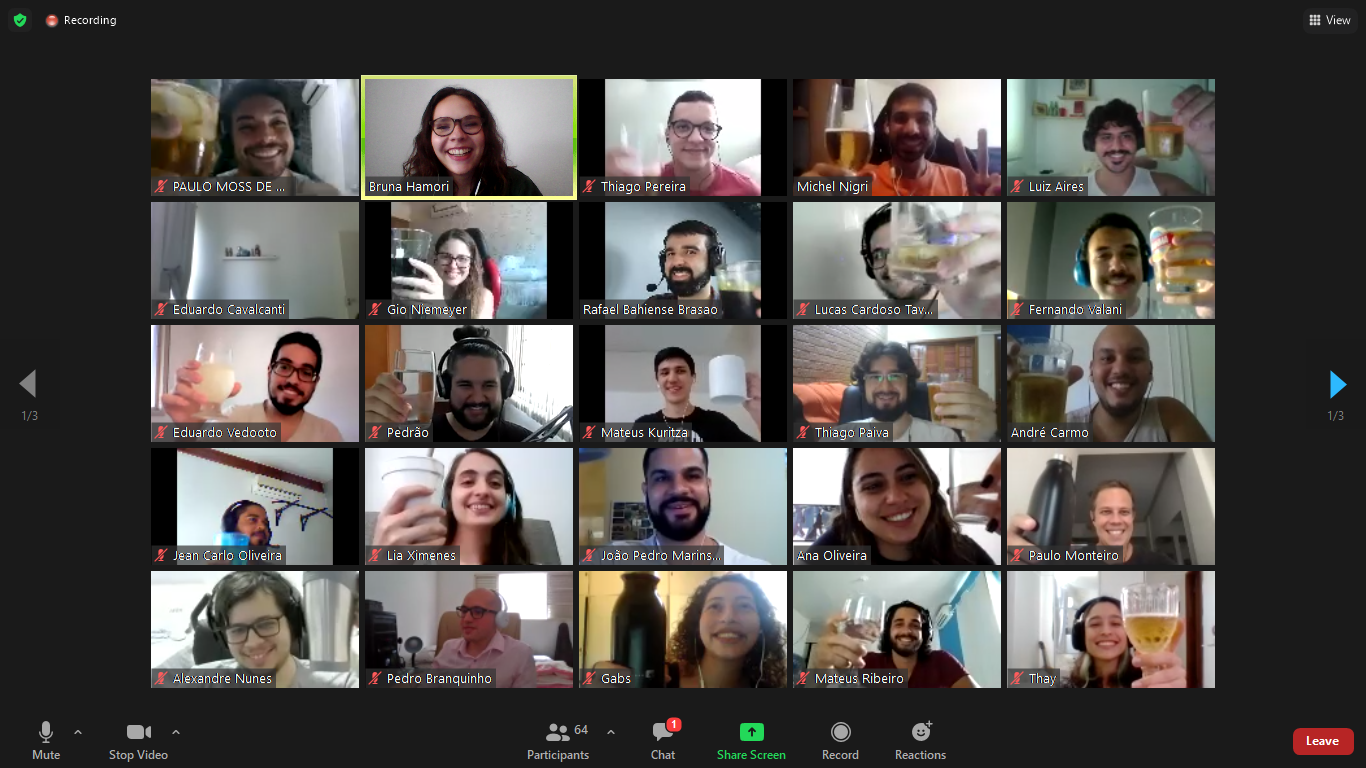 Recording
View
PAULO MOSS DE ...
Bruna Hamori
Thiago Pereira
Michel Nigri
Luiz Aires
Eduardo Cavalcanti
Gio Niemeyer
Rafael Bahiense Brasao
Lucas Cardoso Tav...
Fernando Valani
1/3
1/3
Eduardo Vedooto
Pedrão
Mateus Kuritza
Thiago Paiva
André Carmo
Jean Carlo Oliveira
Lia Ximenes
João Pedro Marins...
Ana Oliveira
Paulo Monteiro
Alexandre Nunes
Pedro Branquinho
Gabs
Mateus Ribeiro
Thay
Mute
Stop Video
64
Participants
1
Chat
Share Screen
Record
Reactions
Leave